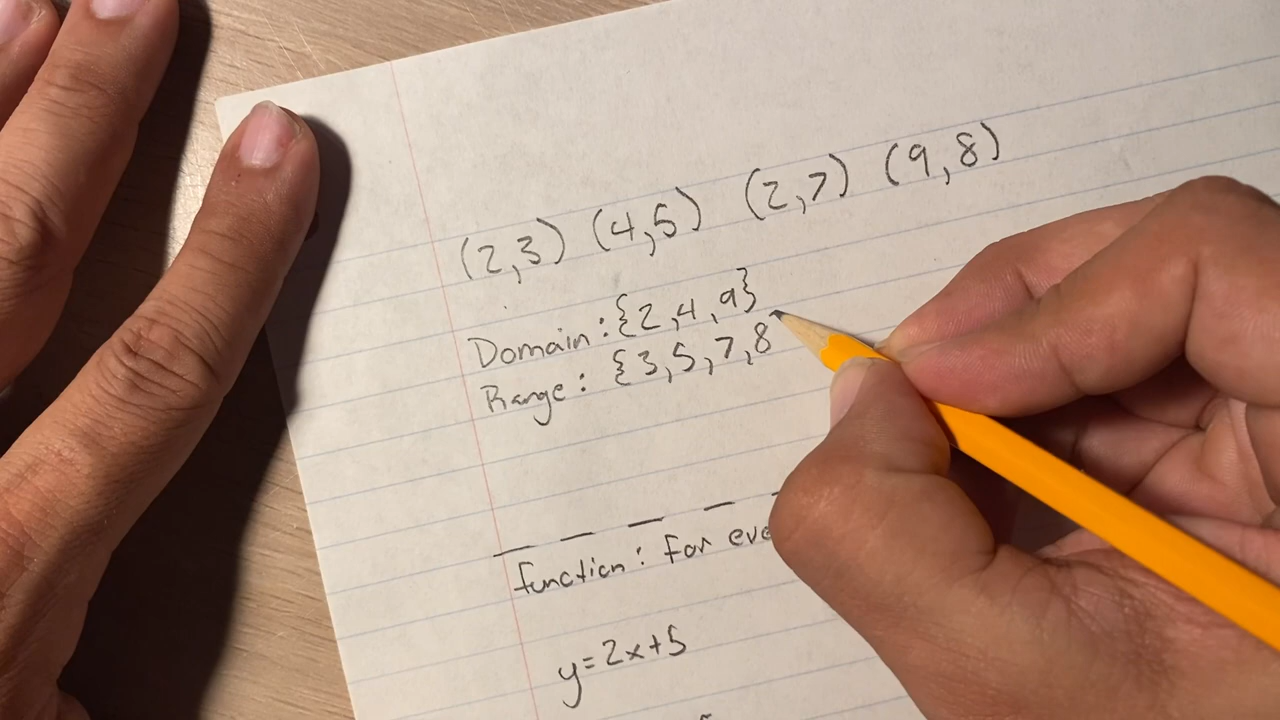 (2,3) (4,5) (2,7) (9,8)
Domain: {2,4,9}
Range: {3,5,7,8
function: For
y=2x+5